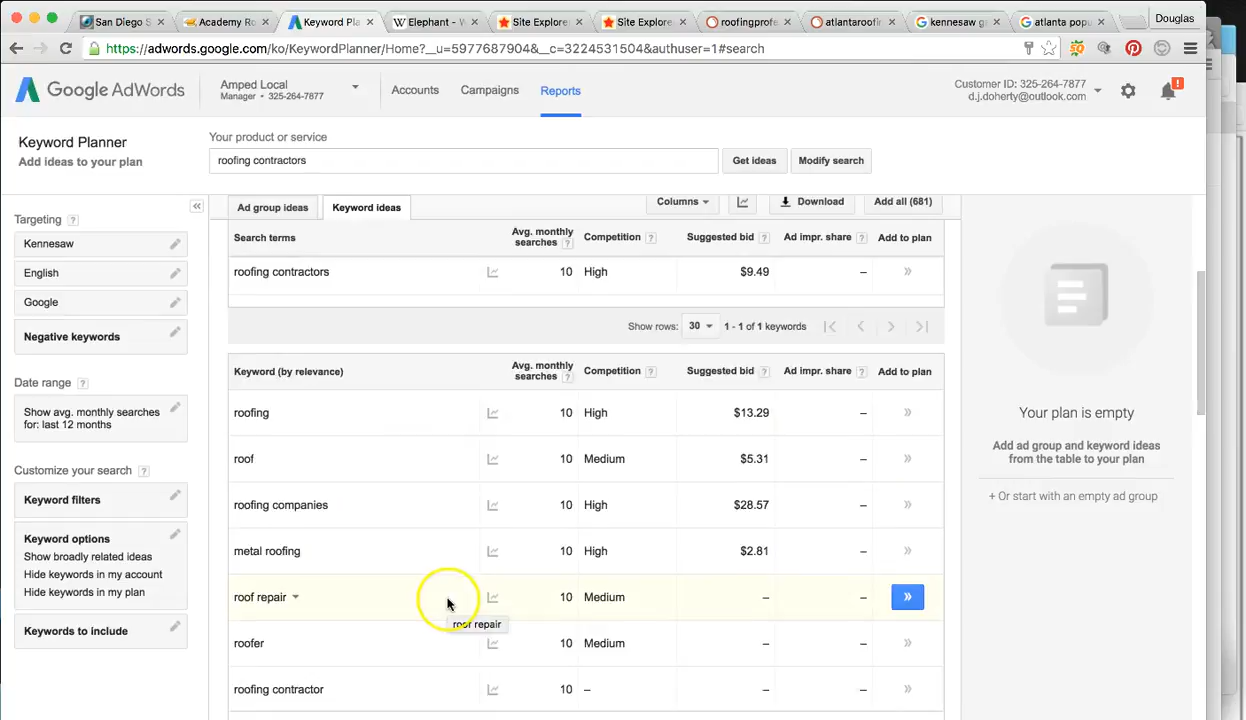 San Diego S
Academy Ro
Keyword Pla
Elephant - W
Site Explore
Site Explore
roofingprofe
atlantaroofin
kennesaw g
atlanta popu
Douglas
https://adwords.google.com/ko/KeywordPlanner/Home?__u=5977687904&__c=3224531504&authuser=1#search
Google AdWords
Amped Local
Manager • 325-264-7877
Accounts
Campaigns
Reports
Customer ID: 325-264-7877
d.j.doherty@outlook.com
Keyword Planner
Add ideas to your plan
Your product or service
roofing contractors
Get ideas
Modify search
Targeting ?
Kennesaw
English
Google
Negative keywords
Date range ?
Show avg. monthly searches
for: last 12 months
Customize your search ?
Keyword filters
Keyword options
Show broadly related ideas
Hide keywords in my account
Hide keywords in my plan
Keywords to include
Ad group ideas
Keyword ideas
Columns
Download
Add all (681)
Search terms Avg. monthly searches ? Competition ? Suggested bid ? Ad impr. share ? Add to plan
roofing contractors 10 High $9.49 – »
Show rows: 30 1 - 1 of 1 keywords
Keyword (by relevance) Avg. monthly searches ? Competition ? Suggested bid ? Ad impr. share ? Add to plan
roofing 10 High $13.29 – »
roof 10 Medium $5.31 – »
roofing companies 10 High $28.57 – »
metal roofing 10 High $2.81 – »
roof repair 10 Medium – – »
roof repair
roofer 10 Medium – – »
roofing contractor 10 – – – »
Your plan is empty
Add ad group and keyword ideas
from the table to your plan
+ Or start with an empty ad group